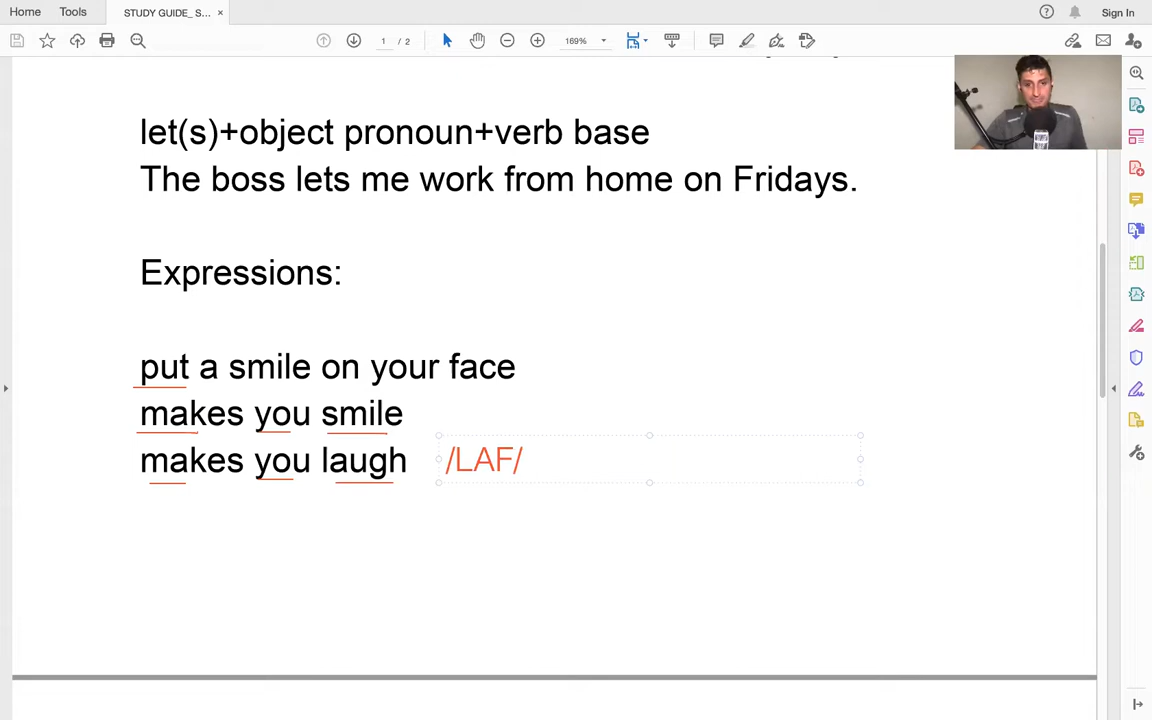 Home Tools STUDY GUIDE_ S... × Sign In
1 / 2 169%
let(s)+object pronoun+verb base
The boss lets me work from home on Fridays.
Expressions:
put a smile on your face
makes you smile
makes you laugh /LAF/